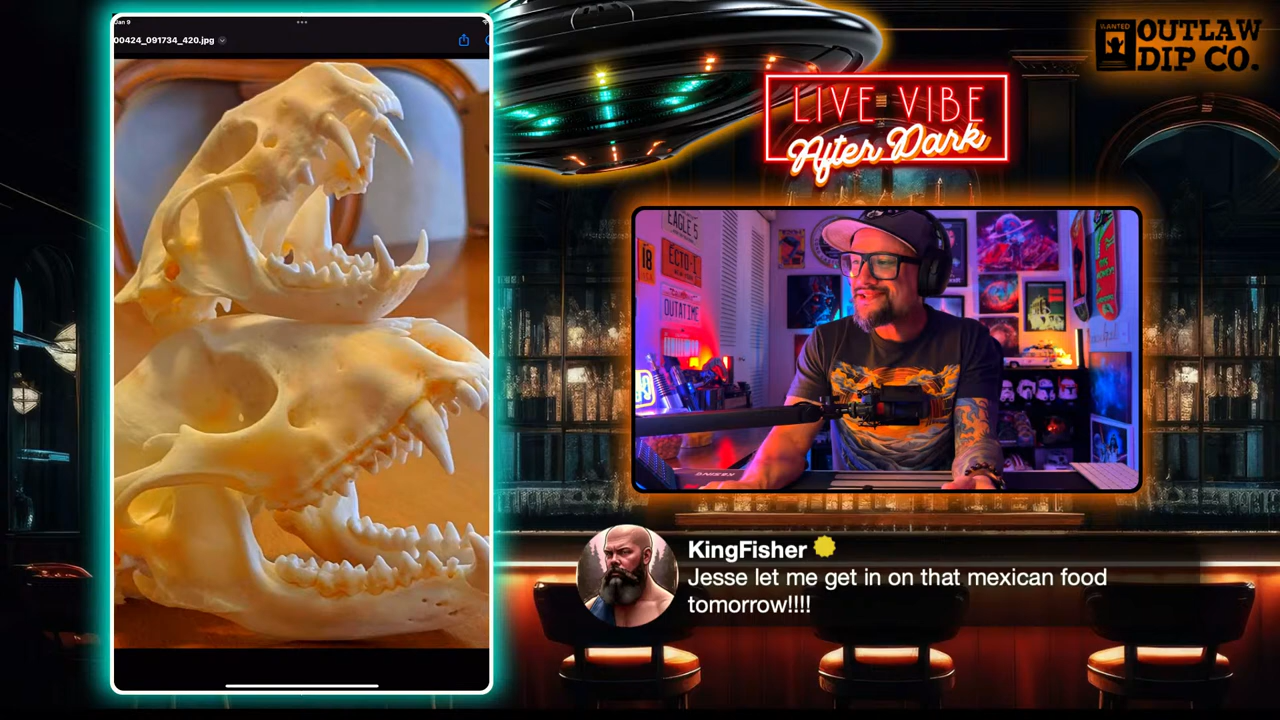 Jan 9
00424_091734_420.jpg
WANTED
OUTLAW
DIP CO.
LIVE VIBE
After Dark
EAGLE 5
18
ECTO-1
OUTATIME
KingFisher
Jesse let me get in on that mexican food
tomorrow!!!!